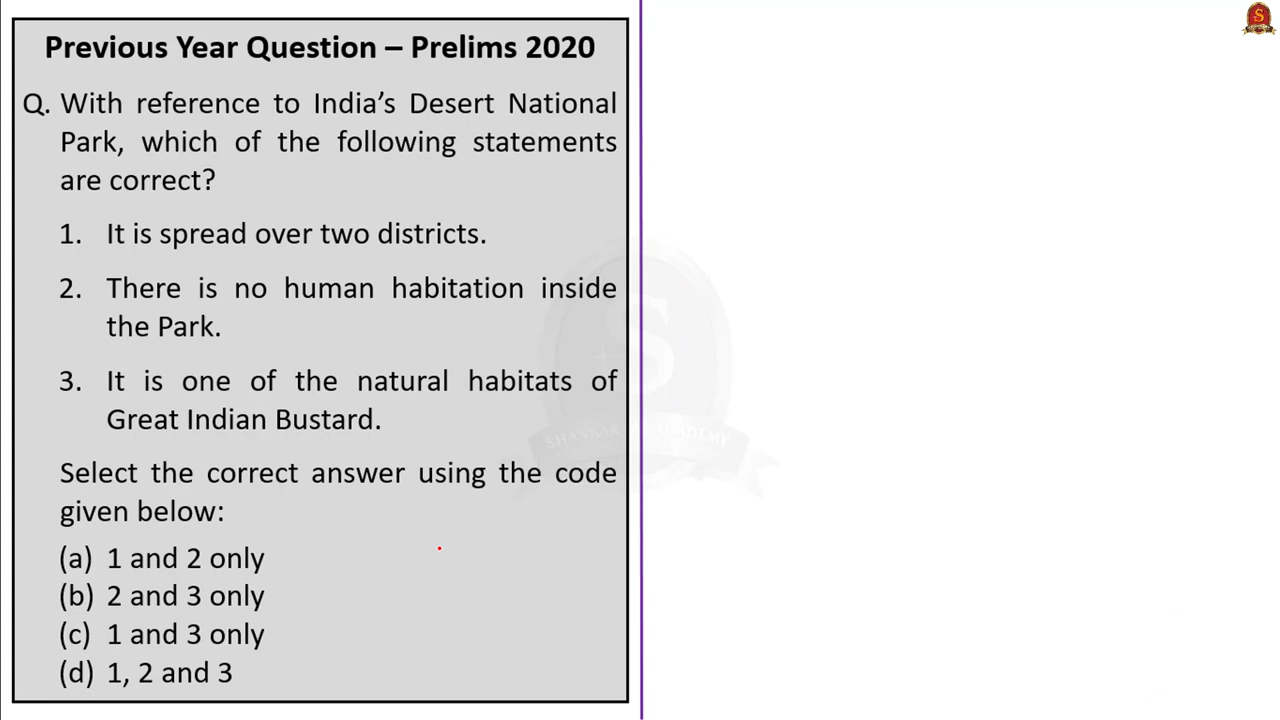 Previous Year Question – Prelims 2020
Q. With reference to India's Desert National
Park, which of the following statements
are correct?
1. It is spread over two districts.
2. There is no human habitation inside
the Park.
3. It is one of the natural habitats of
Great Indian Bustard.
Select the correct answer using the code
given below:
(a) 1 and 2 only
(b) 2 and 3 only
(c) 1 and 3 only
(d) 1, 2 and 3
S
S
SHANKAR IAS ACADEMY